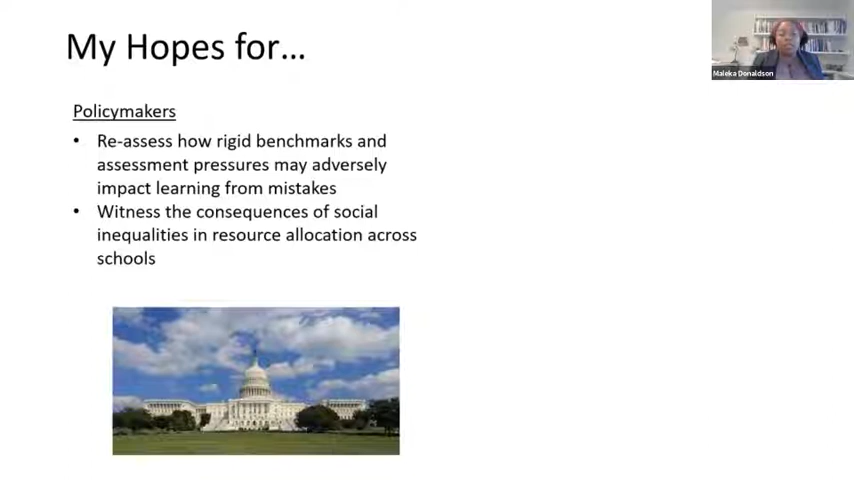 My Hopes for...
Maleka Donaldson
Policymakers
• Re-assess how rigid benchmarks and
assessment pressures may adversely
impact learning from mistakes
• Witness the consequences of social
inequalities in resource allocation across
schools